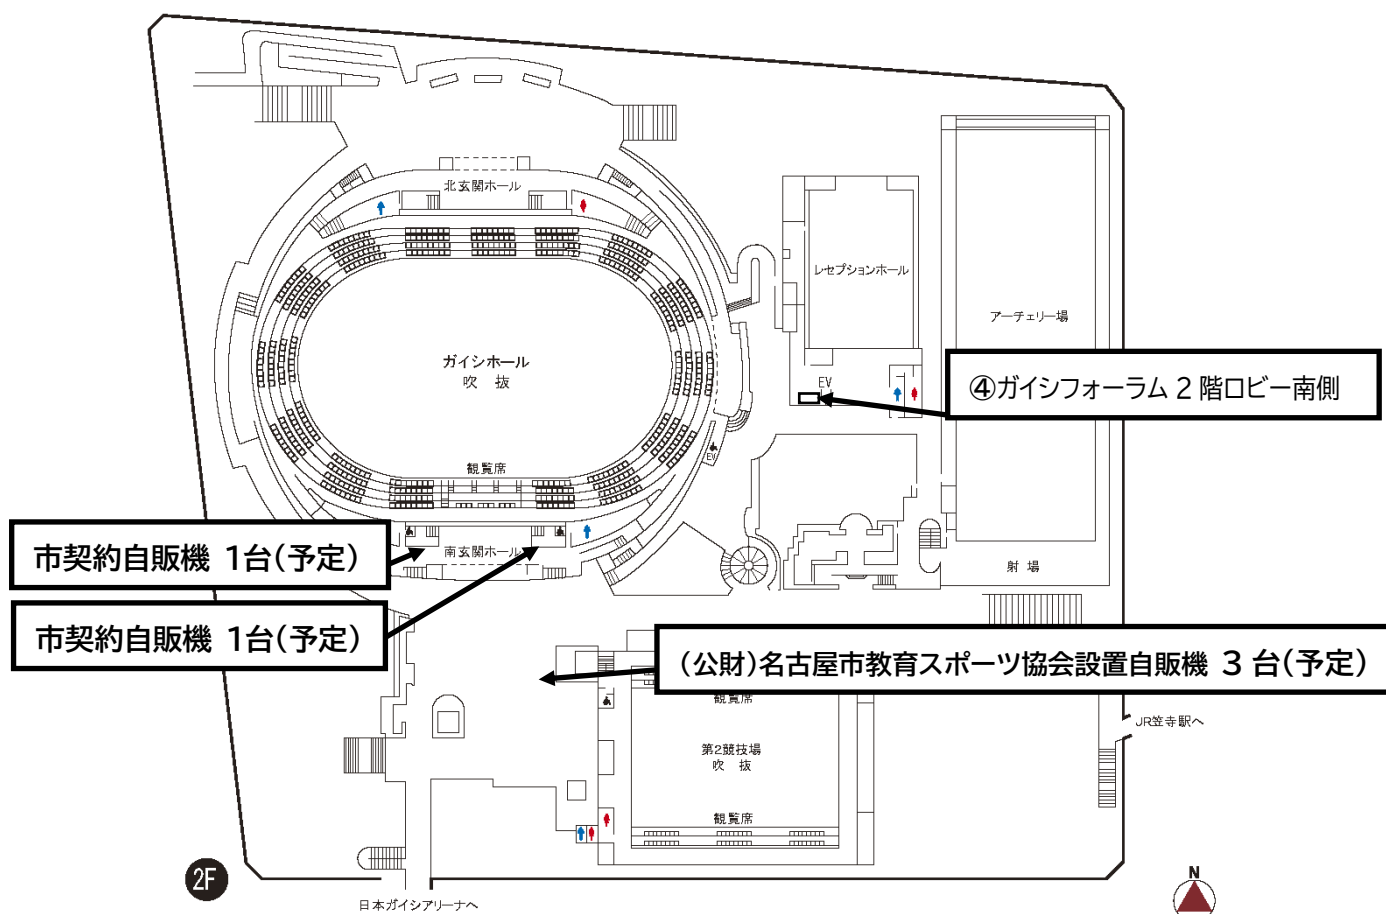 北玄関ホール
レセプションホール
アーチェリー場
ガイシホール
吹 抜
EV
④ガイシフォーラム 2 階ロビー南側
EV
観覧席
市契約自販機 1台(予定)
南玄関ホール
射 場
市契約自販機 1台(予定)
(公財)名古屋市教育スポーツ協会設置自販機 3 台(予定)
観覧席
JR笠寺駅へ
第2競技場
吹 抜
観覧席
2F
N
日本ガイシアリーナへ